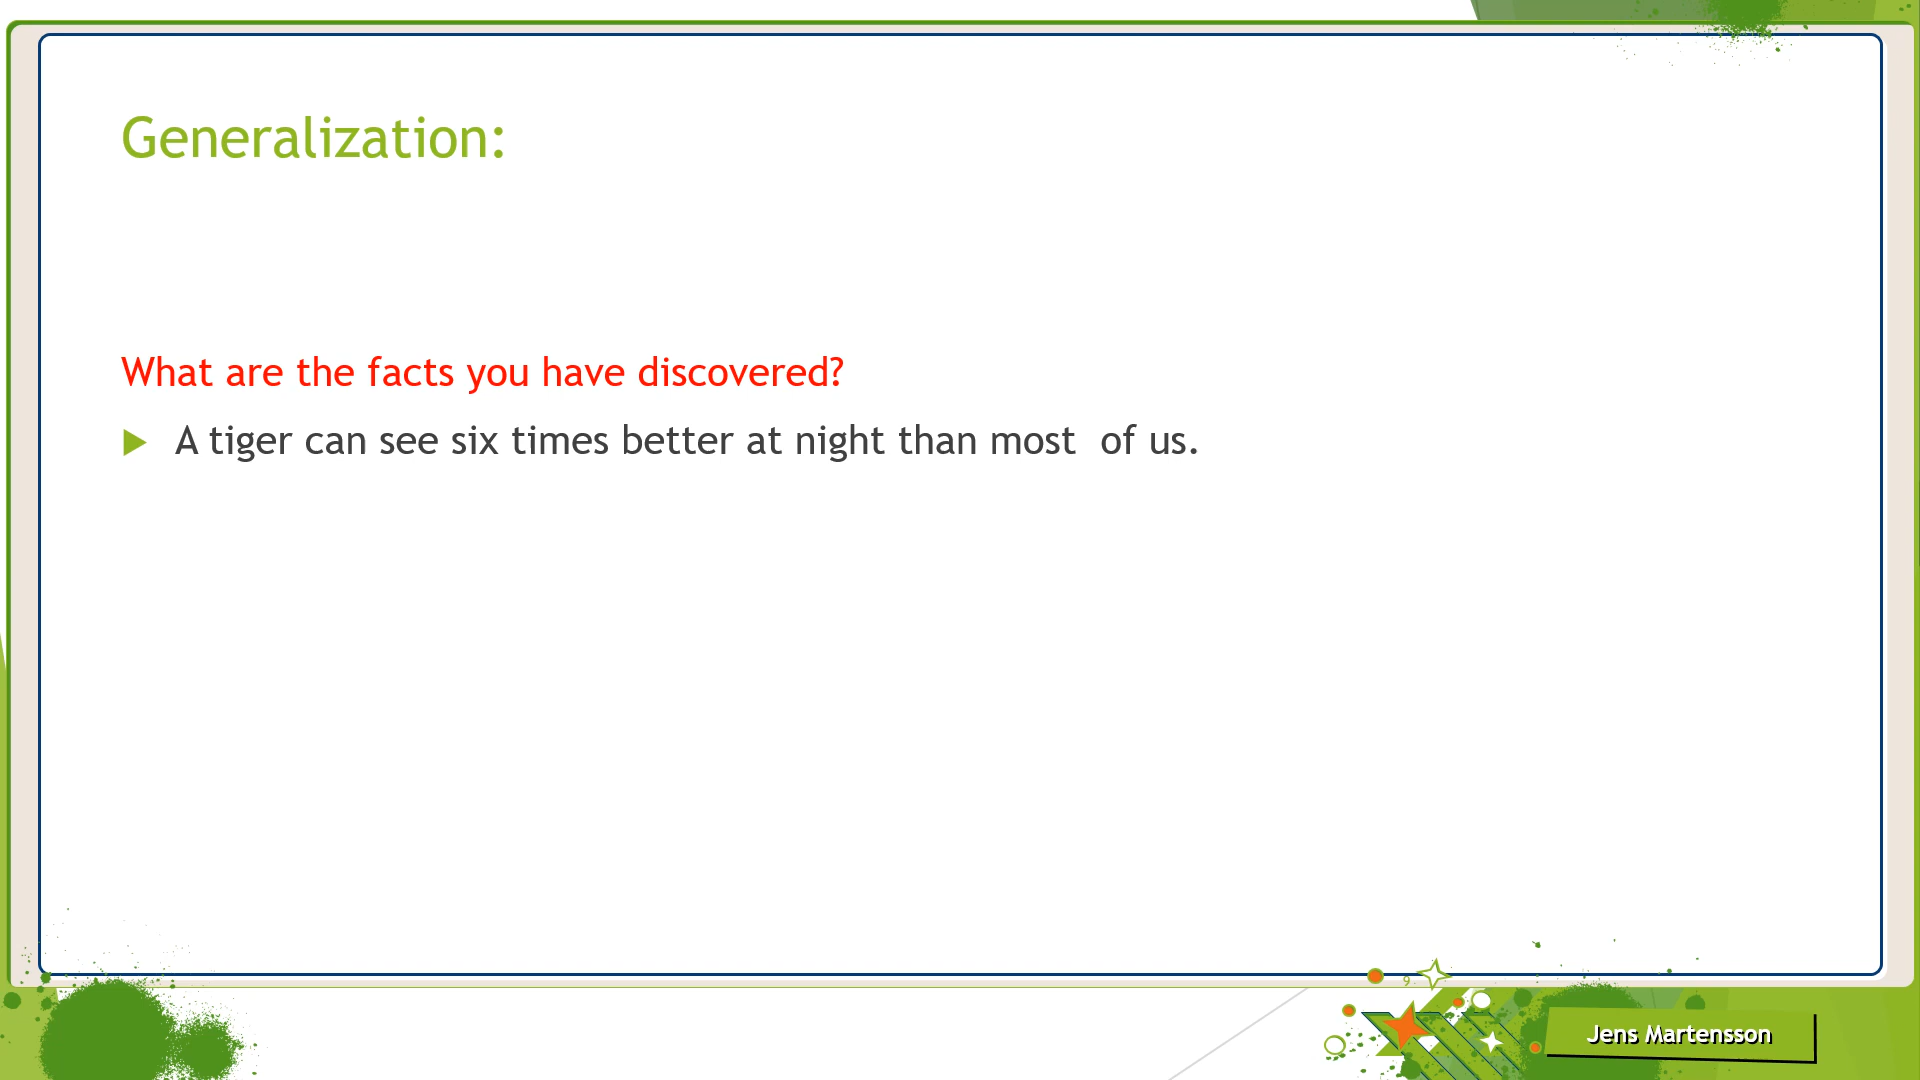 Generalization:
What are the facts you have discovered?
A tiger can see six times better at night than most  of us.
9
Jens Martensson